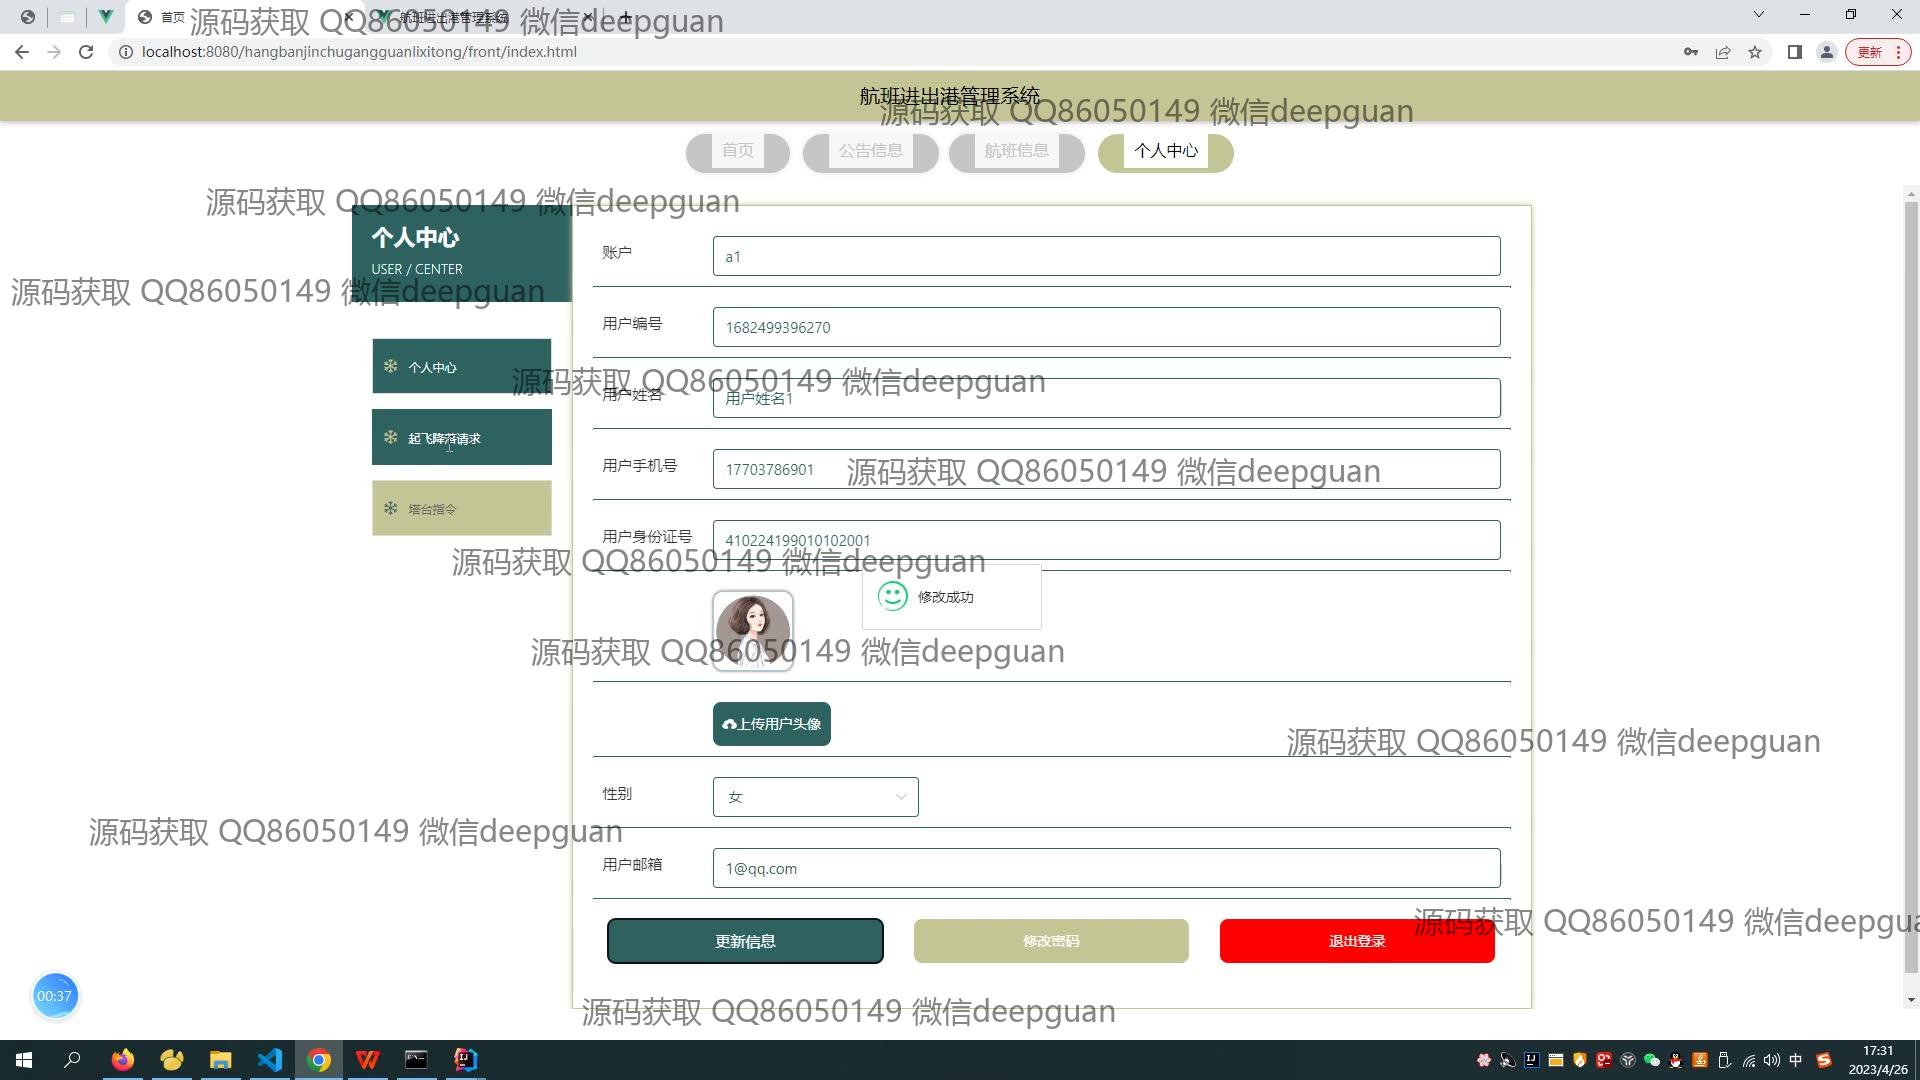 首页
航班进出港管理系统
源码获取 QQ86050149 微信deepguan
localhost:8080/hangbanjinchugangguanlixitong/front/index.html
更新
航班进出港管理系统
源码获取 QQ86050149 微信deepguan
首页
公告信息
航班信息
个人中心
源码获取 QQ86050149 微信deepguan
个人中心
USER / CENTER
源码获取 QQ86050149 微信deepguan
个人中心
起飞降落请求
塔台指令
账户
a1
用户编号
1682499396270
源码获取 QQ86050149 微信deepguan
用户姓名
用户姓名1
用户手机号
17703786901
源码获取 QQ86050149 微信deepguan
用户身份证号
410224199010102001
源码获取 QQ86050149 微信deepguan
修改成功
源码获取 QQ86050149 微信deepguan
上传用户头像
源码获取 QQ86050149 微信deepguan
性别
女
源码获取 QQ86050149 微信deepguan
用户邮箱
1@qq.com
源码获取 QQ86050149 微信deepgua
更新信息
修改密码
退出登录
00:37
源码获取 QQ86050149 微信deepguan
中
17:31
2023/4/26